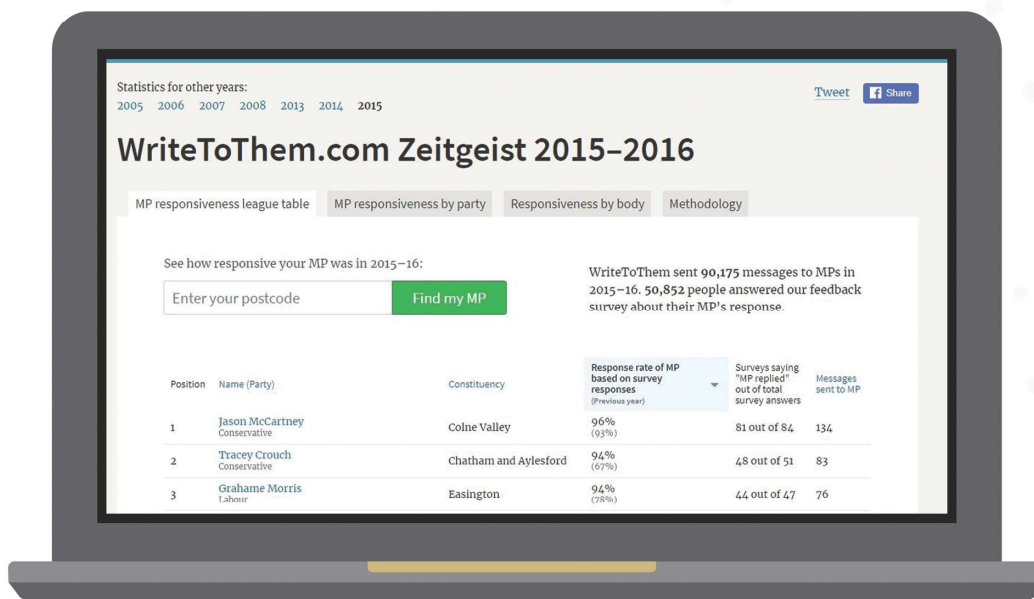 Statistics for other years:
2005 2006 2007 2008 2013 2014 2015
Tweet
Share
WriteToThem.com Zeitgeist 2015–2016
MP responsiveness league table MP responsiveness by party Responsiveness by body Methodology
See how responsive your MP was in 2015–16:
Enter your postcode
Find my MP
WriteToThem sent 90,175 messages to MPs in
2015–16. 50,852 people answered our feedback
survey about their MP's response.
Position
Name (Party)
Constituency
Response rate of MP
based on survey
responses
(Previous year)
Surveys saying
"MP replied"
out of total
survey answers
Messages
sent to MP
1
Jason McCartney
Conservative
Colne Valley
96%
(93%)
81 out of 84
134
2
Tracey Crouch
Conservative
Chatham and Aylesford
94%
(67%)
48 out of 51
83
3
Grahame Morris
Labour
Easington
94%
(78%)
44 out of 47
76